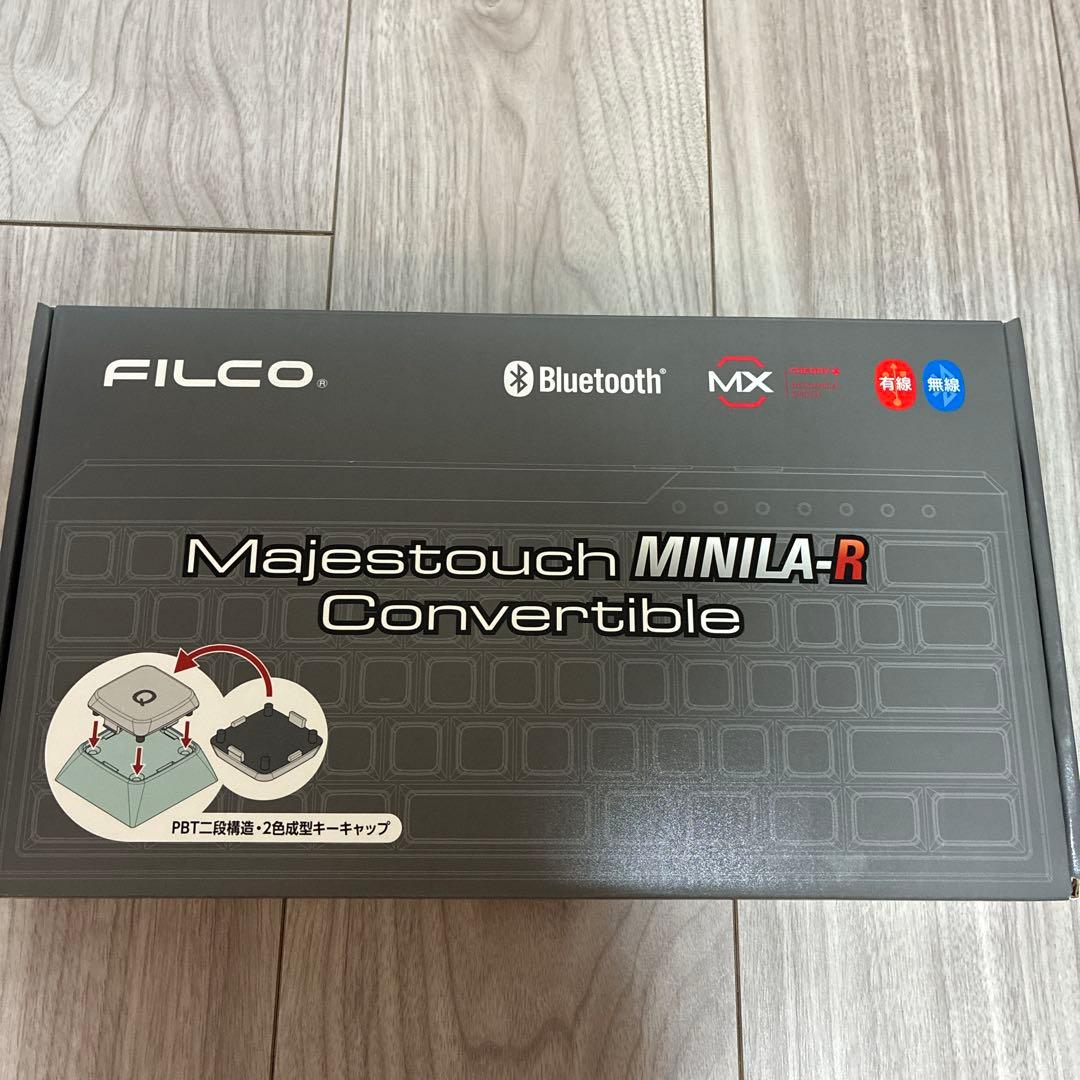 FILCO®
Bluetooth®
MX
CHERRY
有線
無線
Majestouch MINILA-R
Convertible
Q
PBT二段構造・2色成型キーキャップ